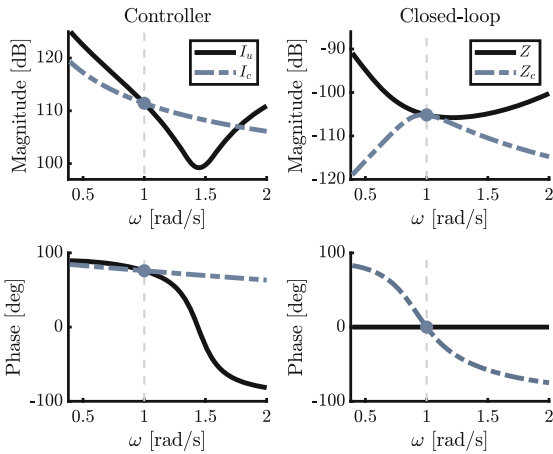 Controller
Closed-loop
Magnitude [dB]
120
110
100
I_u
I_c
0.5
1
1.5
2
ω [rad/s]
Magnitude [dB]
-90
-100
-110
-120
Z
Z_c
0.5
1
1.5
2
ω [rad/s]
Phase [deg]
100
0
-100
0.5
1
1.5
2
ω [rad/s]
Phase [deg]
100
0
-100
0.5
1
1.5
2
ω [rad/s]